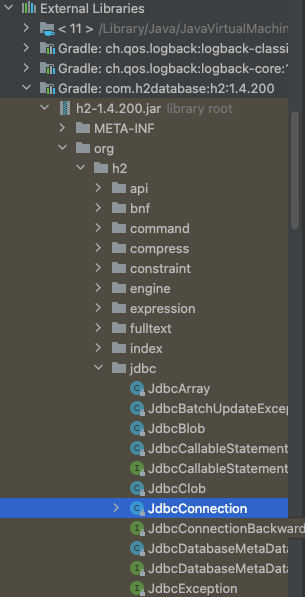 External Libraries
< 11 > /Library/Java/JavaVirtualMachin
Gradle: ch.qos.logback:logback-classi
Gradle: ch.qos.logback:logback-core:1
Gradle: com.h2database:h2:1.4.200
h2-1.4.200.jar library root
META-INF
org
h2
api
bnf
command
compress
constraint
engine
expression
fulltext
index
jdbc
JdbcArray
JdbcBatchUpdateExce
JdbcBlob
JdbcCallableStatement
JdbcCallableStatement
JdbcClob
JdbcConnection
JdbcConnectionBackward
JdbcDatabaseMetaData
JdbcDatabaseMetaData
JdbcException